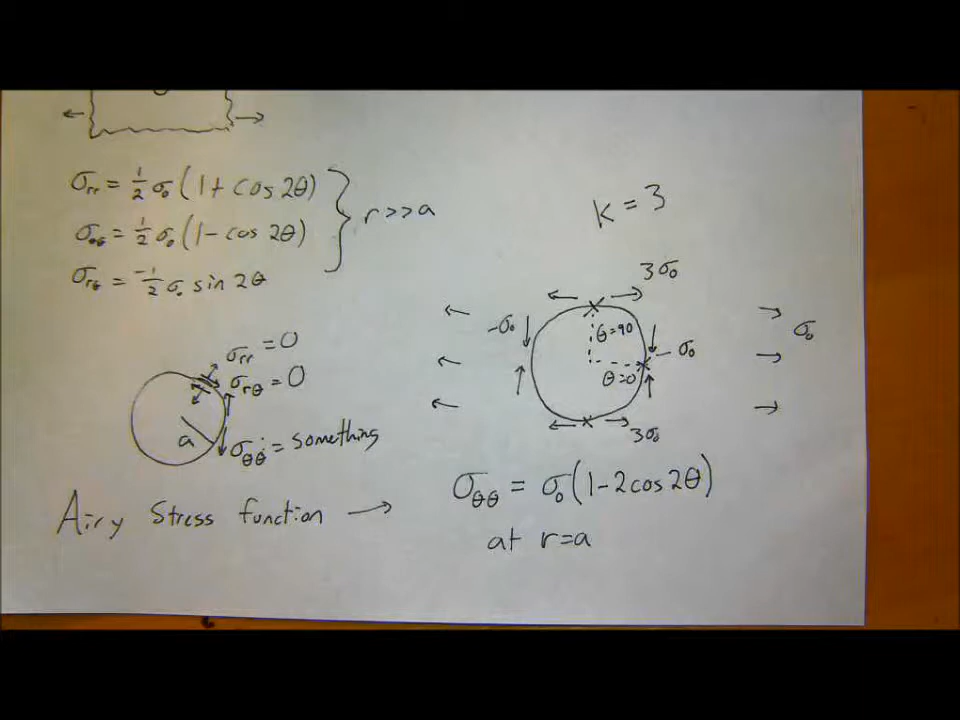 σrr = 1/2 σ₀ (1 + cos 2θ)
σθθ = 1/2 σ₀ (1 - cos 2θ)
σrθ = -1/2 σ₀ sin 2θ
r >> a
σrr = 0
σrθ = 0
a
σθθ = something
Airy Stress function →
K = 3
3σ₀
-σ₀
θ=90
-σ₀
θ=0
σ₀
3σ₀
σθθ = σ₀(1-2cos2θ)
at r=a